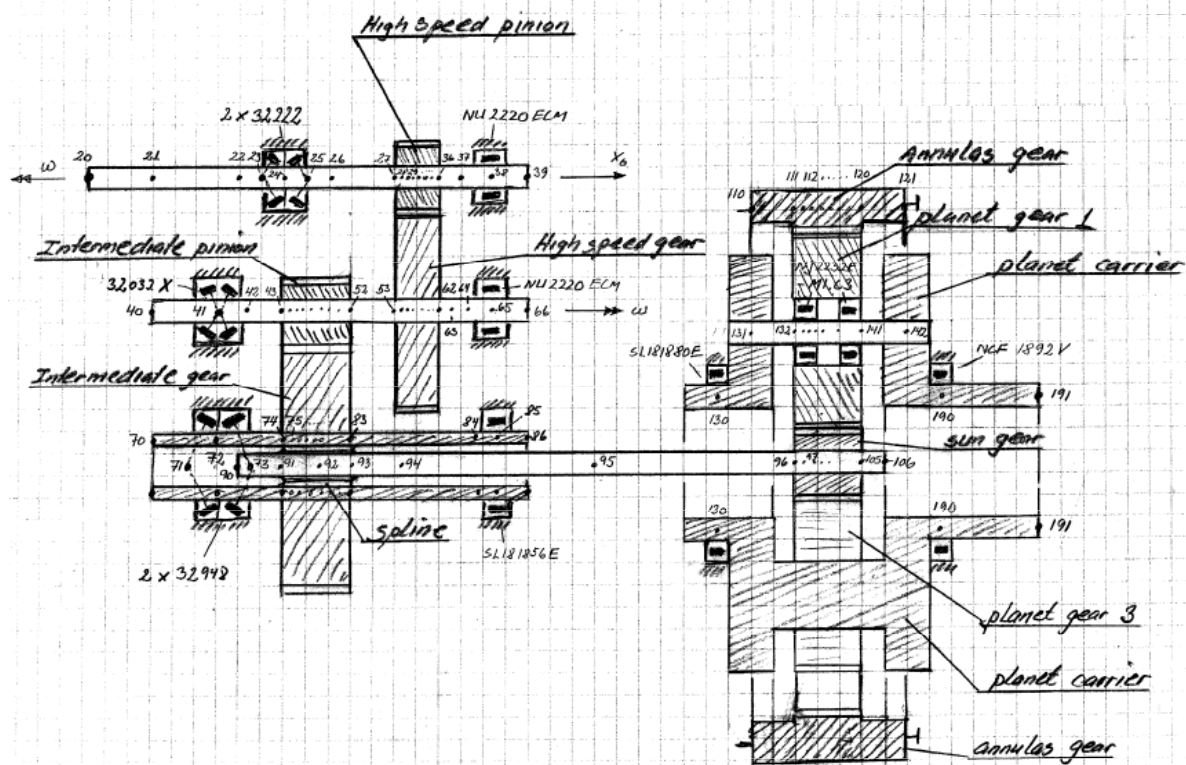 High speed pinion
2 x 32222
NU 2220 ECM
20 21 22 23 24 25 26 27 36 37 38 39
ω
X6
Annulas gear
111 112 ..... 120 121
110
planet gear 1
Intermediate pinion
High speed gear
planet carrier
32032 X
NU 2220 ECM
40 41 42 43 52 53 62 63 64 65 66
ω
131 132 141 142
SL181880E
NCF 1892V
Intermediate gear
130 190 191
70 71 72 73 74 75 83 84 85 86
sun gear
90 91 92 93 94 95 96 97 105 106
130 190 191
spline
2 x 32948
SL181856E
planet gear 3
planet carrier
annulas gear